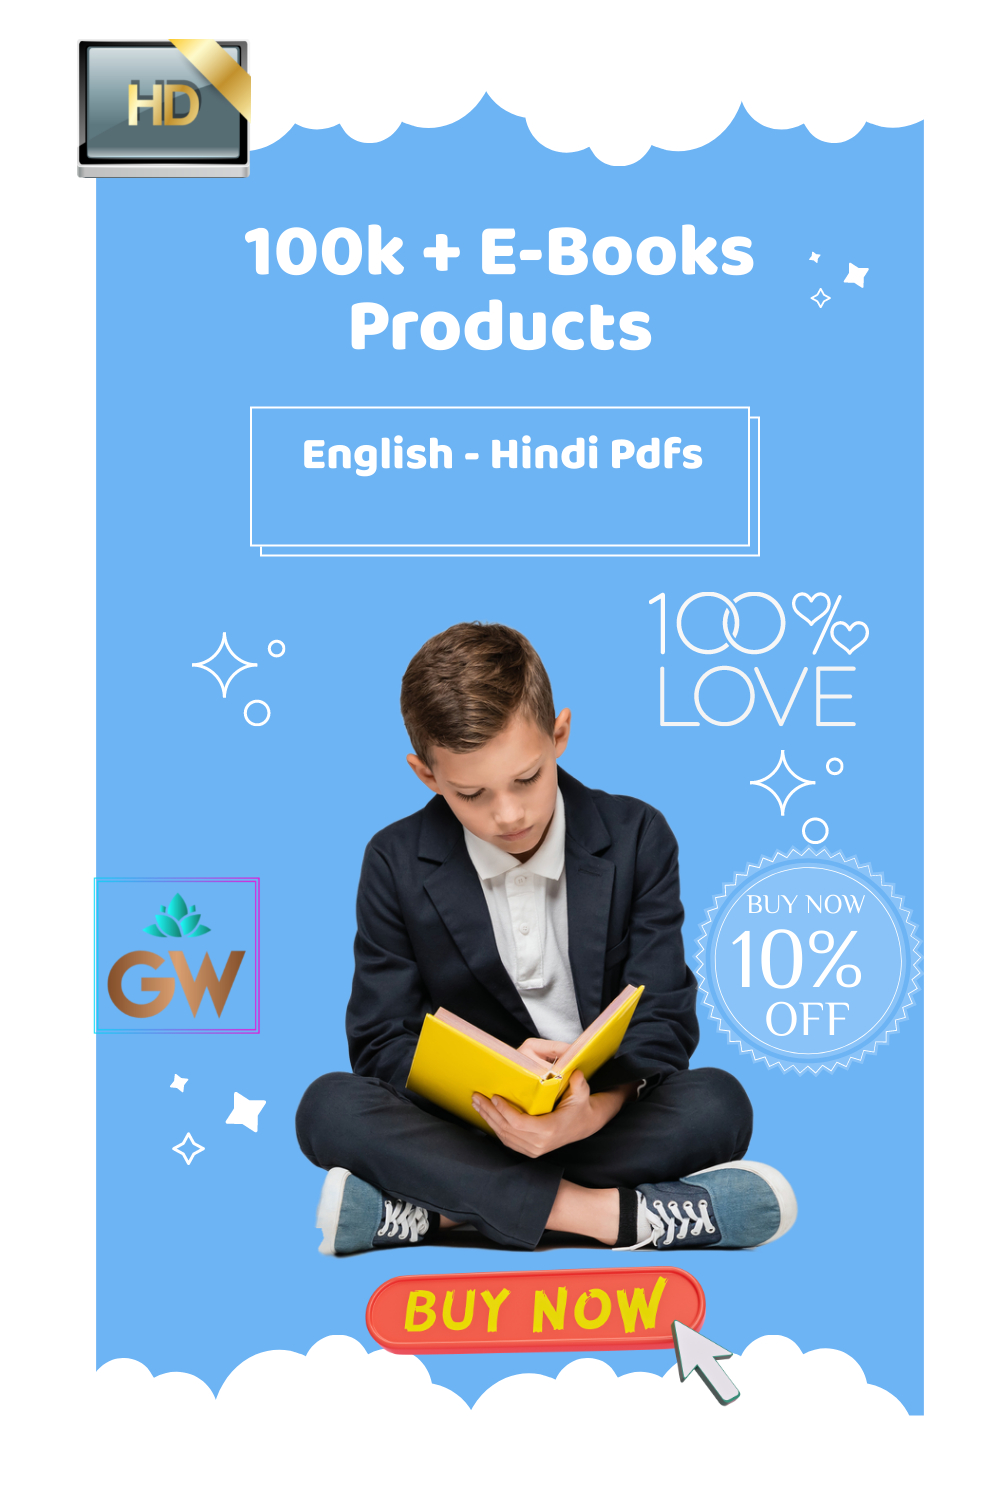 HD
100k + E-Books
Products
English - Hindi Pdfs
100%
LOVE
BUY NOW
10%
OFF
GW
BUY NOW